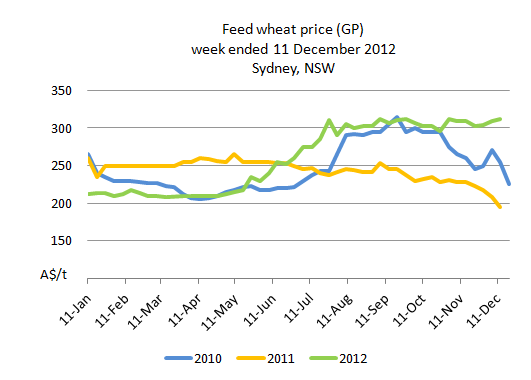 Feed wheat price (GP)
week ended 11 December 2012
Sydney, NSW
350
300
250
200
150
A$/t
11-Jan
11-Feb
11-Mar
11-Apr
11-May
11-Jun
11-Jul
11-Aug
11-Sep
11-Oct
11-Nov
11-Dec
2010
2011
2012